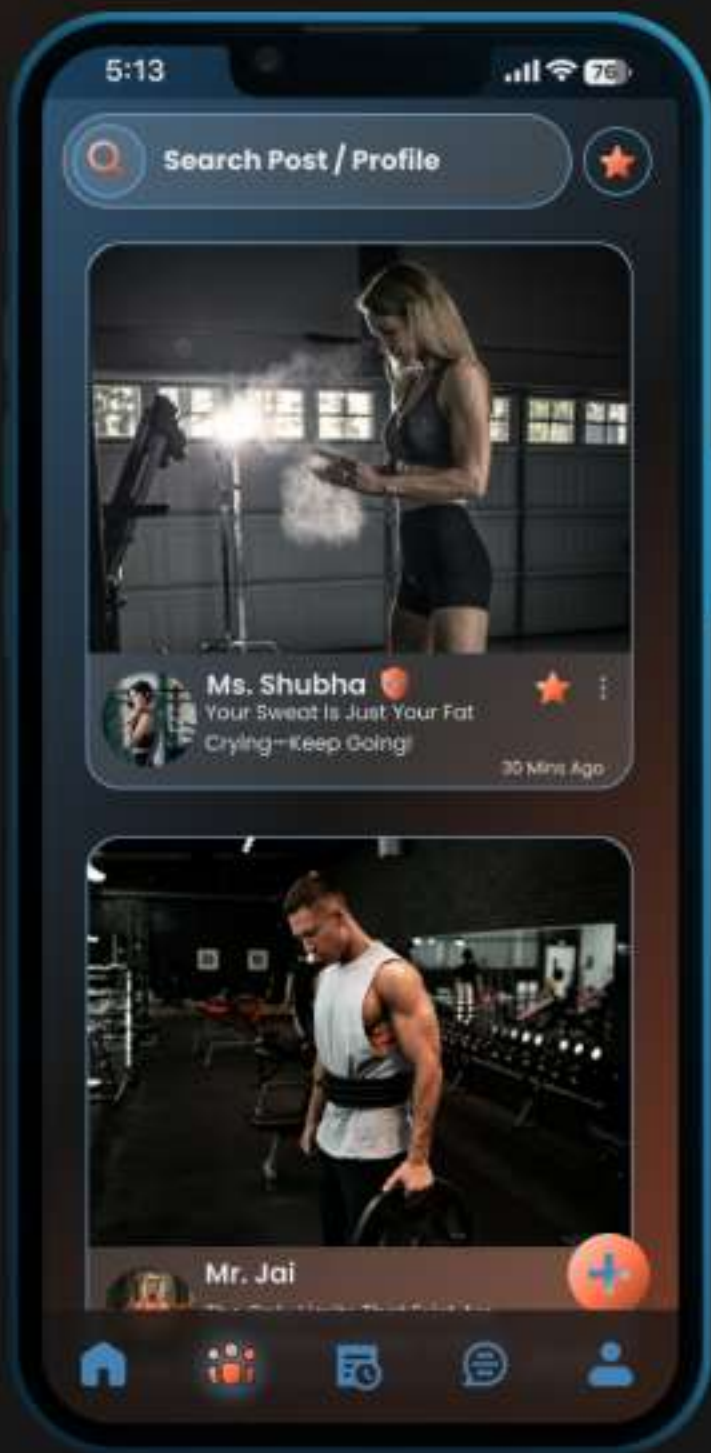 5:13
76
Search Post / Profile
Ms. Shubha
Your Sweat Is Just Your Fat
Crying–Keep Going!
30 Mins Ago
Mr. Jai